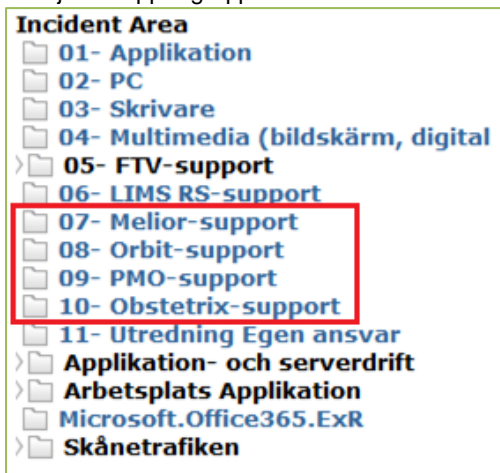 Incident Area
01- Applikation
02- PC
03- Skrivare
04- Multimedia (bildskärm, digital
05- FTV-support
06- LIMS RS-support
07- Melior-support
08- Orbit-support
09- PMO-support
10- Obstetrix-support
11- Utredning Egen ansvar
Applikation- och serverdrift
Arbetsplats Applikation
Microsoft.Office365.ExR
Skånetrafiken